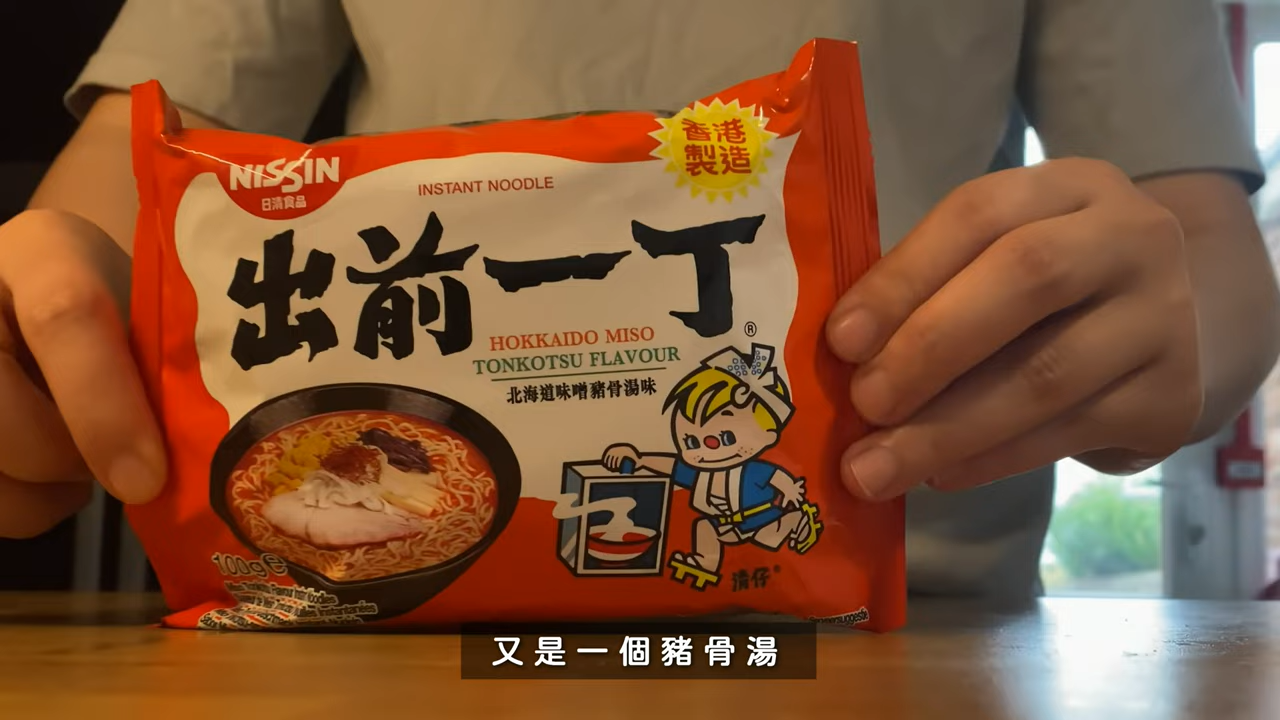 NISSIN
日清食品
INSTANT NOODLE
香港
製造
出前一丁
®
HOKKAIDO MISO
TONKOTSU FLAVOUR
北海道味噌豬骨湯味
100g e
清仔®
又是一個豬骨湯